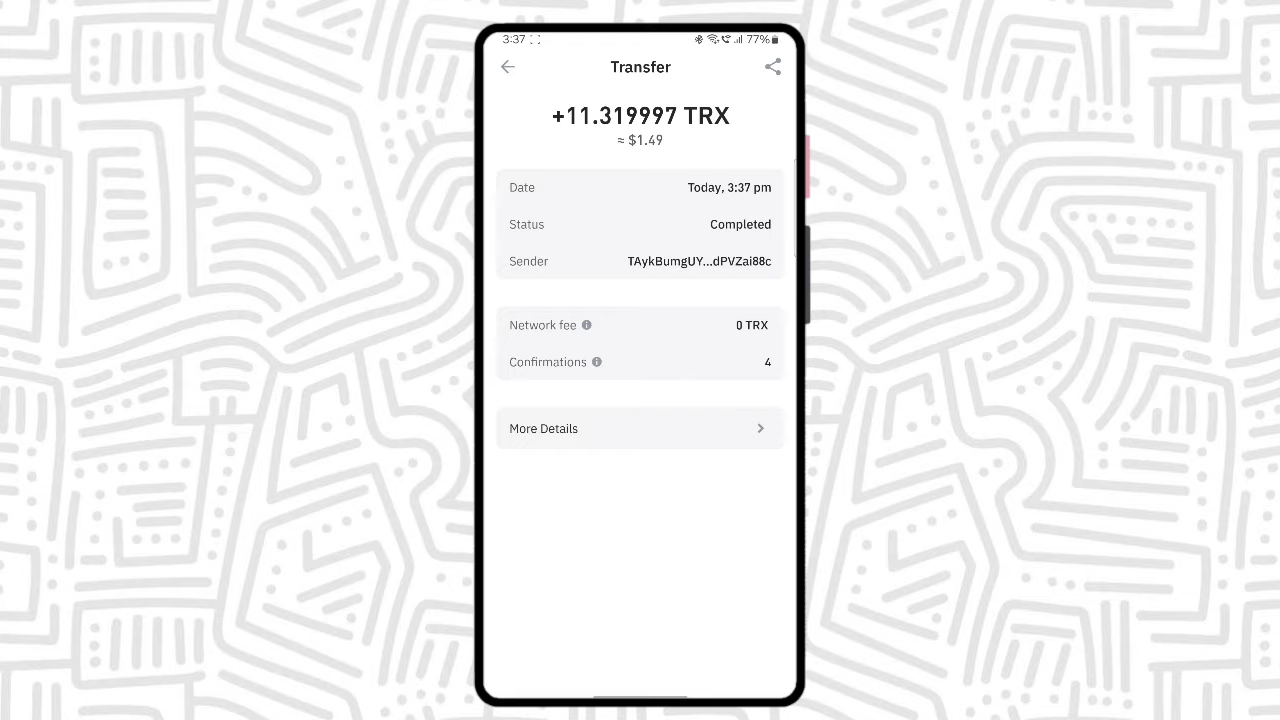 3:37 77%
Transfer
+11.319997 TRX
≈ $1.49
Date Today, 3:37 pm
Status Completed
Sender TAykBumgUY...dPVZai88c
Network fee 0 TRX
Confirmations 4
More Details